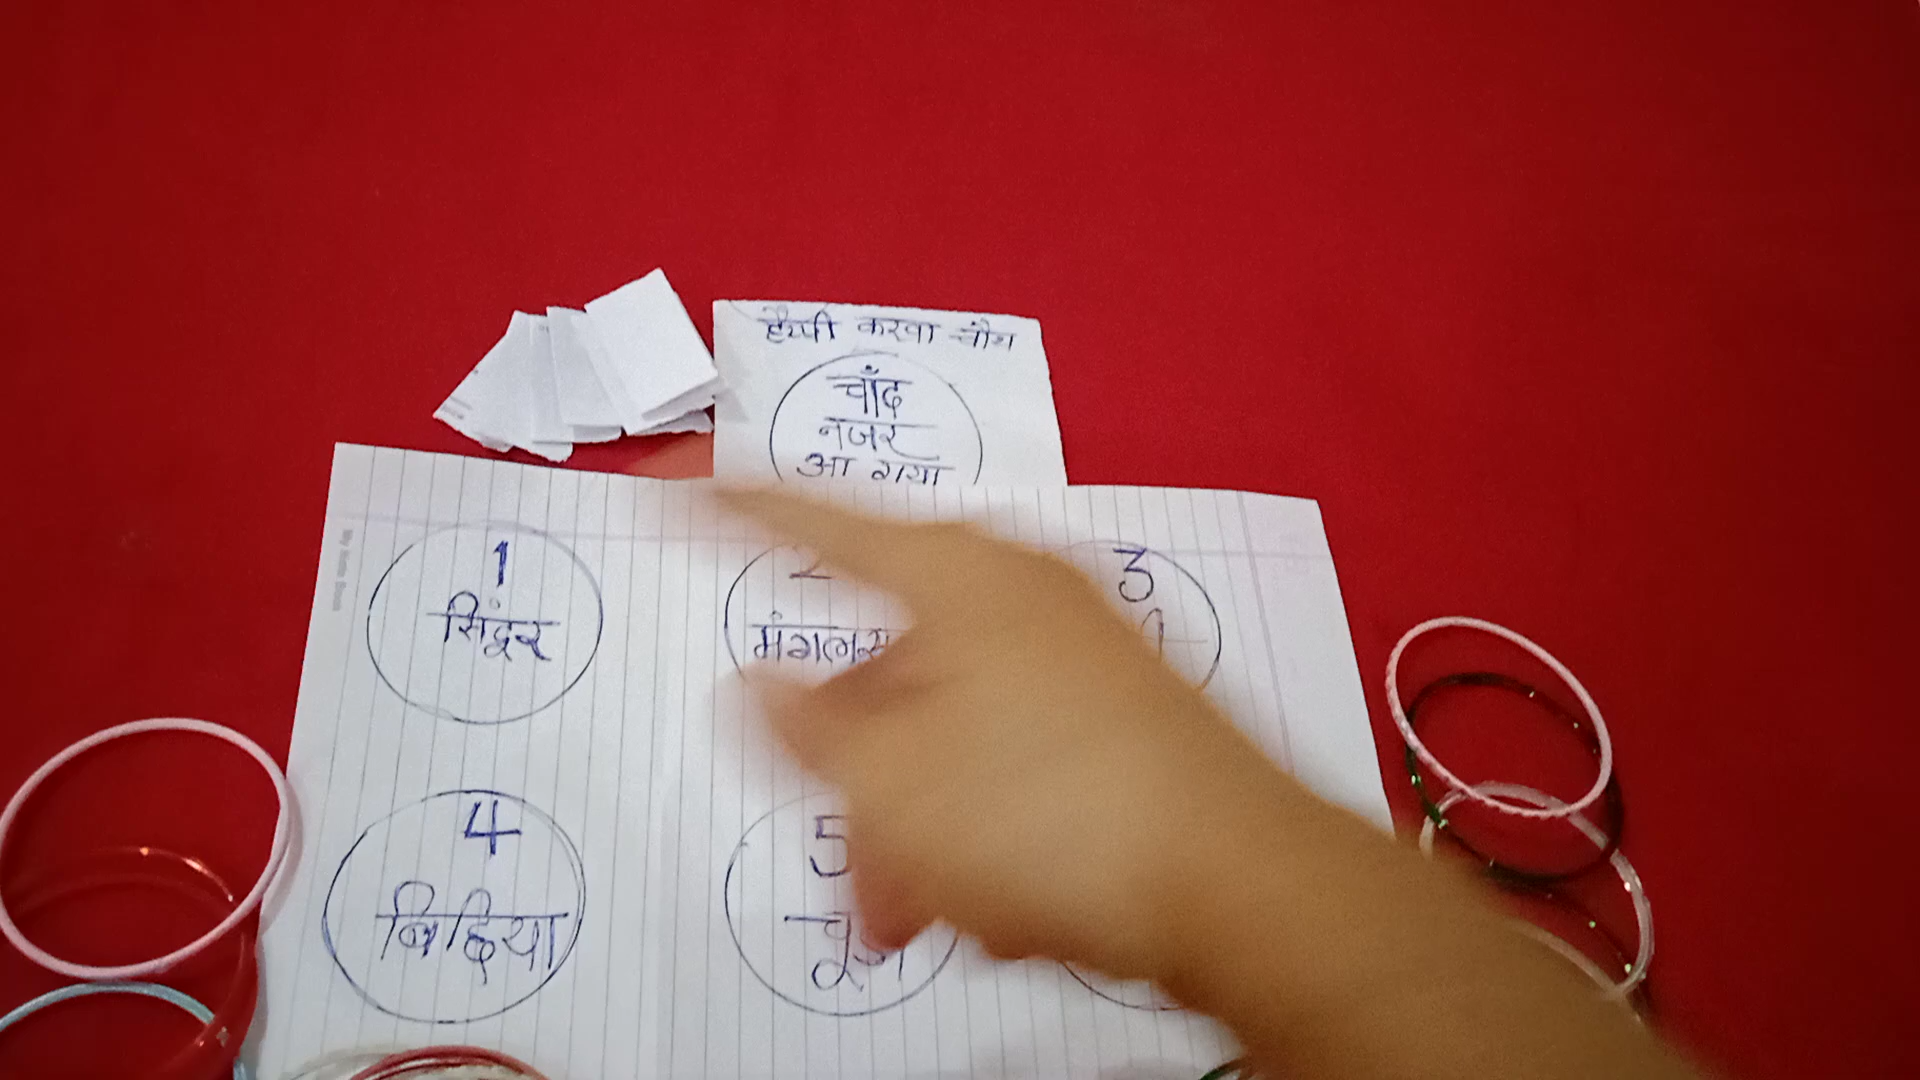 हैप्पी करवा चौथ
चाँद
नजर
आ गया
1
सिंदूर
2
3
4
बिछिया
5